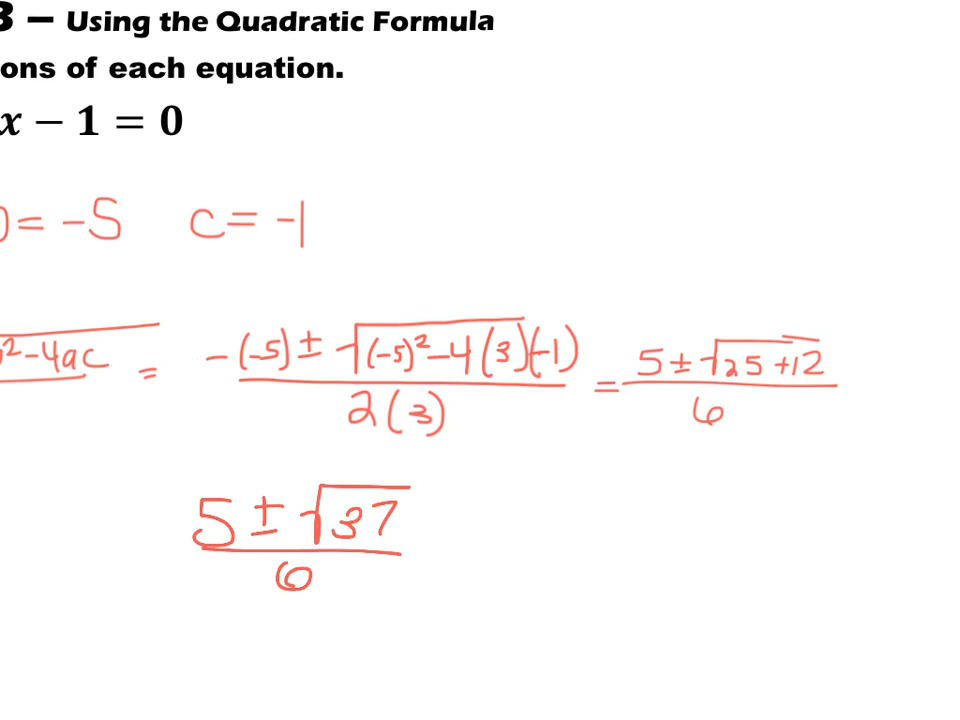 3 – Using the Quadratic Formula
ons of each equation.
x − 1 = 0
b = -5 c = -1
²-4ac = -(-5) ± √(-5)²-4(3)(-1) / 2(3) = 5 ± √25+12 / 6
5 ± √37 / 6